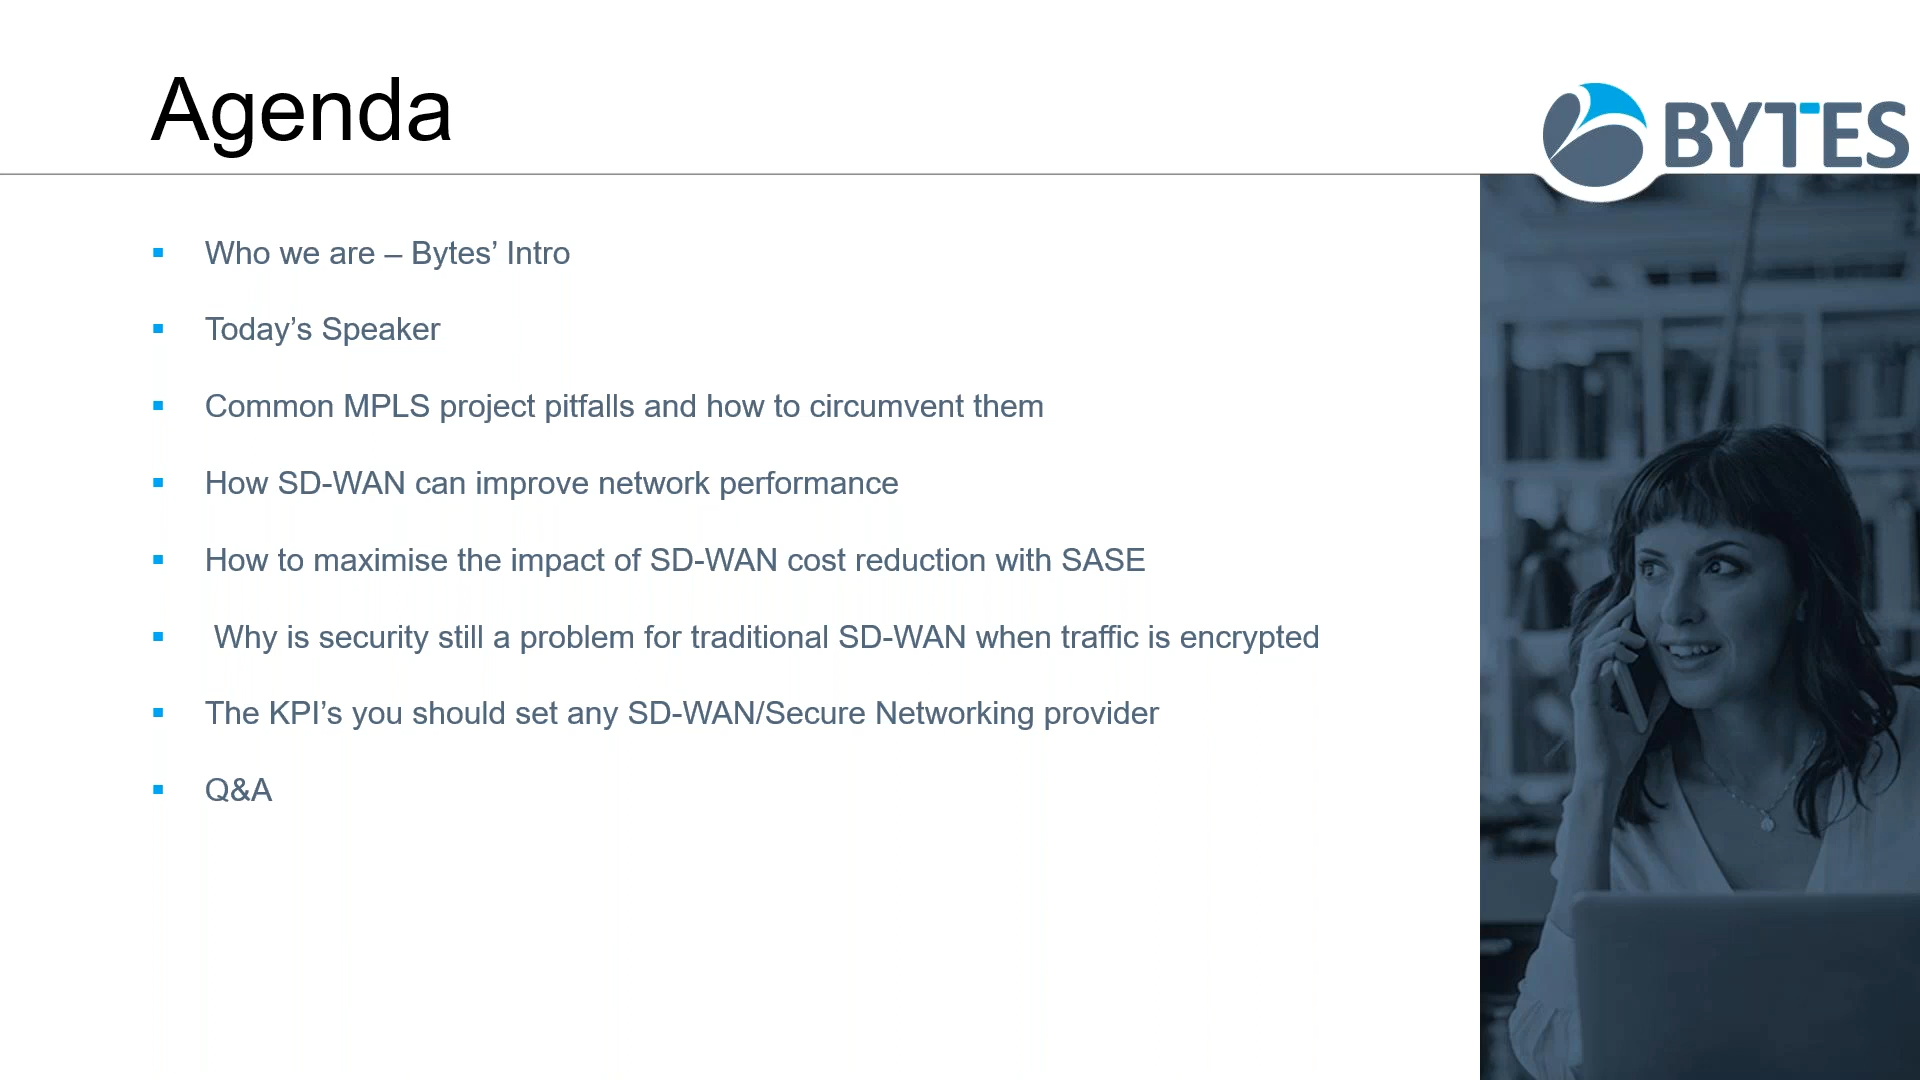 Agenda
BYTES
Who we are – Bytes’ Intro
Today’s Speaker
Common MPLS project pitfalls and how to circumvent them
How SD-WAN can improve network performance
How to maximise the impact of SD-WAN cost reduction with SASE
Why is security still a problem for traditional SD-WAN when traffic is encrypted
The KPI’s you should set any SD-WAN/Secure Networking provider
Q&A